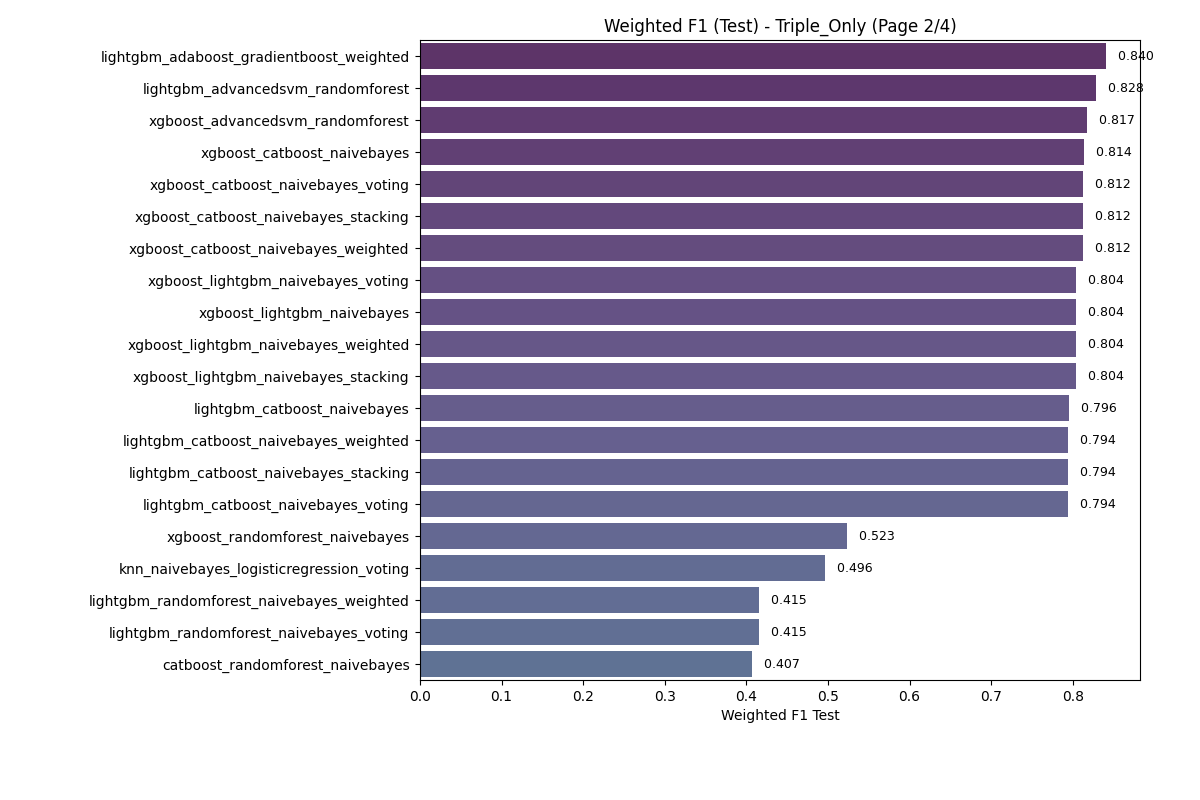 Weighted F1 (Test) - Triple_Only (Page 2/4)
lightgbm_adaboost_gradientboost_weighted 0.840
lightgbm_advancedsvm_randomforest 0.828
xgboost_advancedsvm_randomforest 0.817
xgboost_catboost_naivebayes 0.814
xgboost_catboost_naivebayes_voting 0.812
xgboost_catboost_naivebayes_stacking 0.812
xgboost_catboost_naivebayes_weighted 0.812
xgboost_lightgbm_naivebayes_voting 0.804
xgboost_lightgbm_naivebayes 0.804
xgboost_lightgbm_naivebayes_weighted 0.804
xgboost_lightgbm_naivebayes_stacking 0.804
lightgbm_catboost_naivebayes 0.796
lightgbm_catboost_naivebayes_weighted 0.794
lightgbm_catboost_naivebayes_stacking 0.794
lightgbm_catboost_naivebayes_voting 0.794
xgboost_randomforest_naivebayes 0.523
knn_naivebayes_logisticregression_voting 0.496
lightgbm_randomforest_naivebayes_weighted 0.415
lightgbm_randomforest_naivebayes_voting 0.415
catboost_randomforest_naivebayes 0.407
0.0 0.1 0.2 0.3 0.4 0.5 0.6 0.7 0.8
Weighted F1 Test